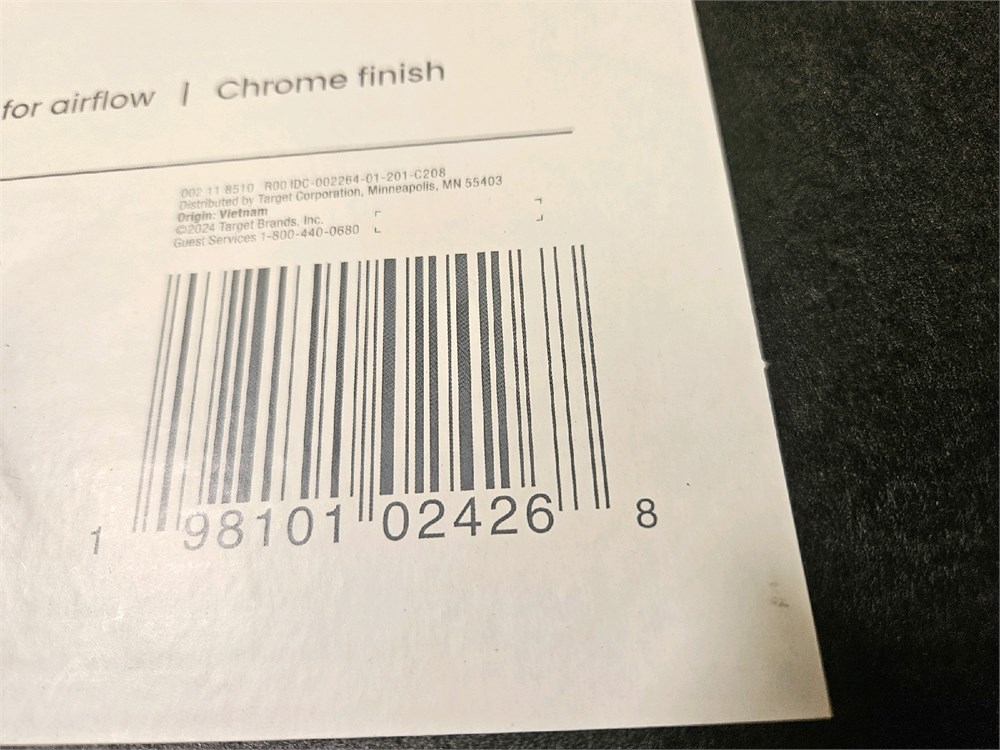 for airflow | Chrome finish
002 11 8510 R00 IDC-002264-01-201-C208
Distributed by Target Corporation, Minneapolis, MN 55403
Origin: Vietnam
©2024 Target Brands, Inc.
Guest Services 1-800-440-0680
1 98101 02426 8